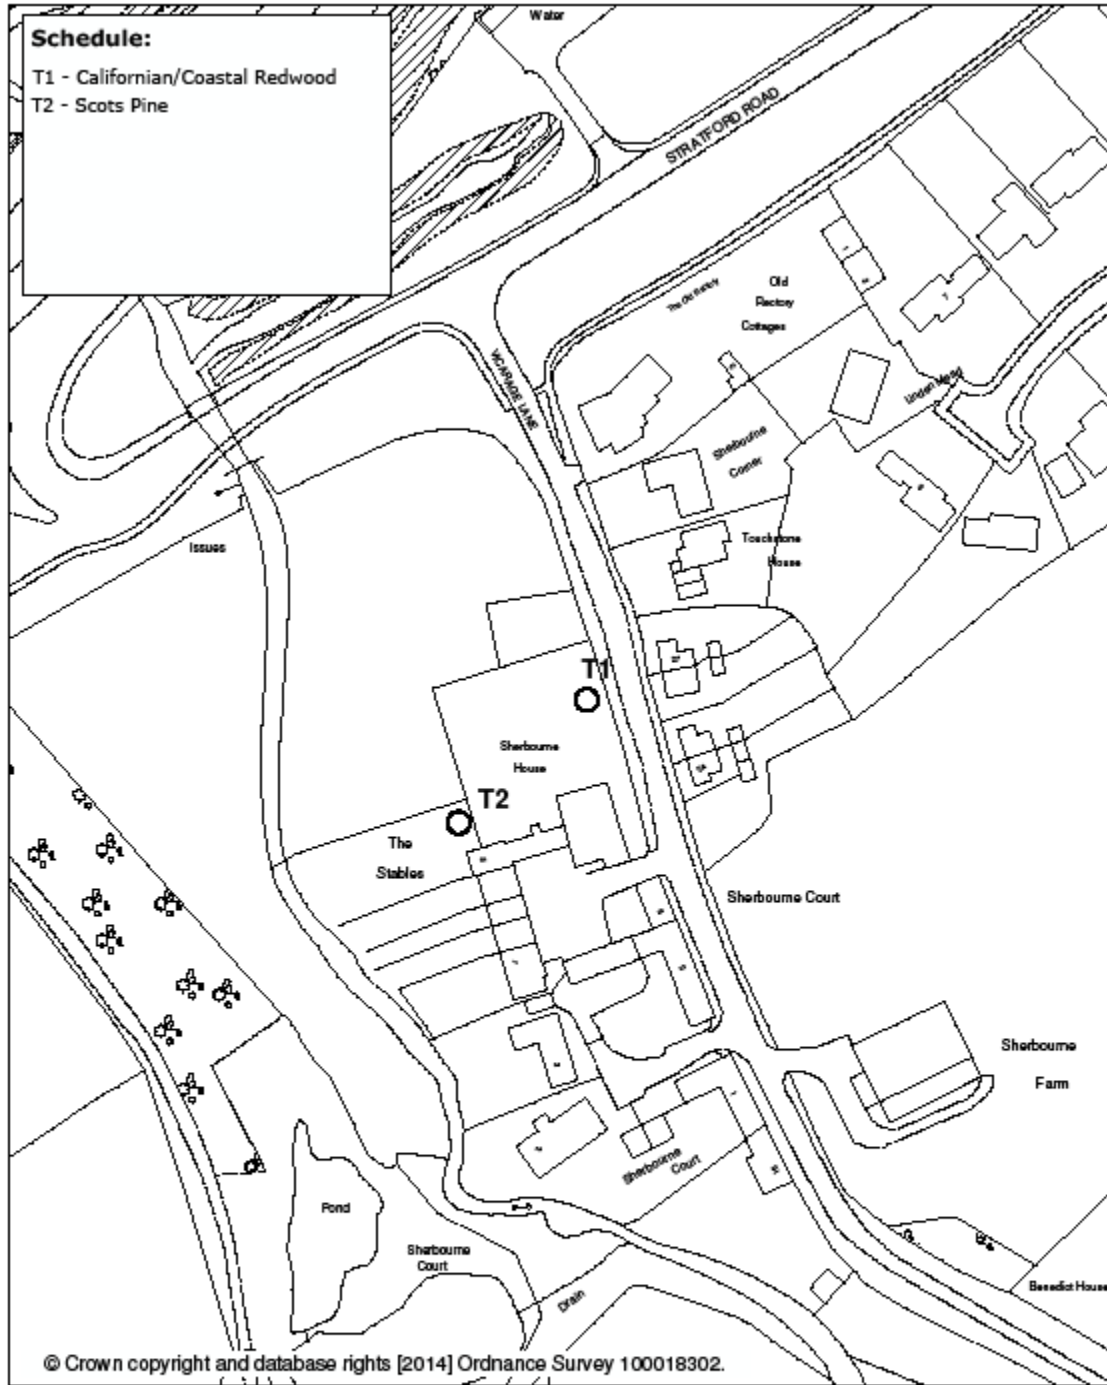 Schedule:
T1 - Californian/Coastal Redwood
T2 - Scots Pine
Water
STRATFORD ROAD
VICARAGE LANE
Old
Rectory
Cottages
Linden Mead
Sherbourne
Corner
Touchstone
House
Issues
T1
Sherbourne
House
T2
The
Stables
Sherbourne Court
Sherbourne
Farm
Sherbourne
Court
Pond
Sherbourne
Court
Drain
Benedict House
© Crown copyright and database rights [2014] Ordnance Survey 100018302.